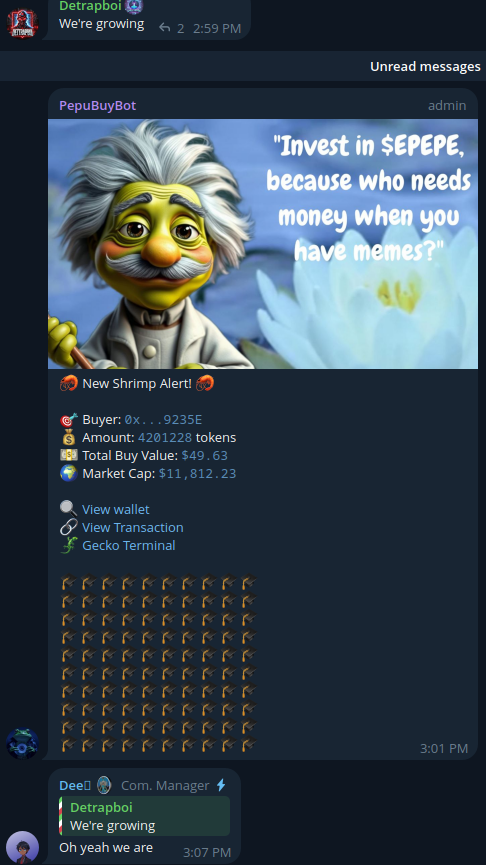 Detrapboi
We're growing
2 2:59 PM
Unread messages
PepuBuyBot admin
"Invest in $EPEPE,
because who needs
money when you
have memes?"
New Shrimp Alert!
Buyer: 0x...9235E
Amount: 4201228 tokens
Total Buy Value: $49.63
Market Cap: $11,812.23
View wallet
View Transaction
Gecko Terminal
3:01 PM
Dee Com. Manager
Detrapboi
We're growing
Oh yeah we are
3:07 PM